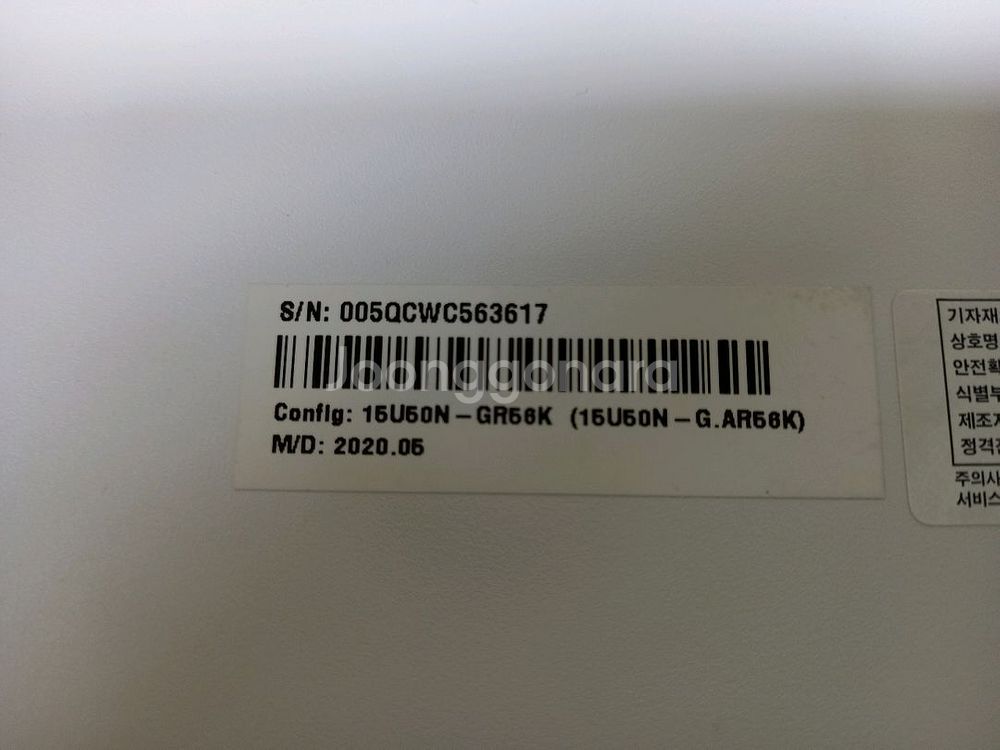 S/N: 005QCWC563617
Joonggonara
Config: 15U50N-GR56K (15U50N-G.AR56K)
M/D: 2020.05
기자재
상호명
안전확
식별부
제조자
정격전
주의사
서비스